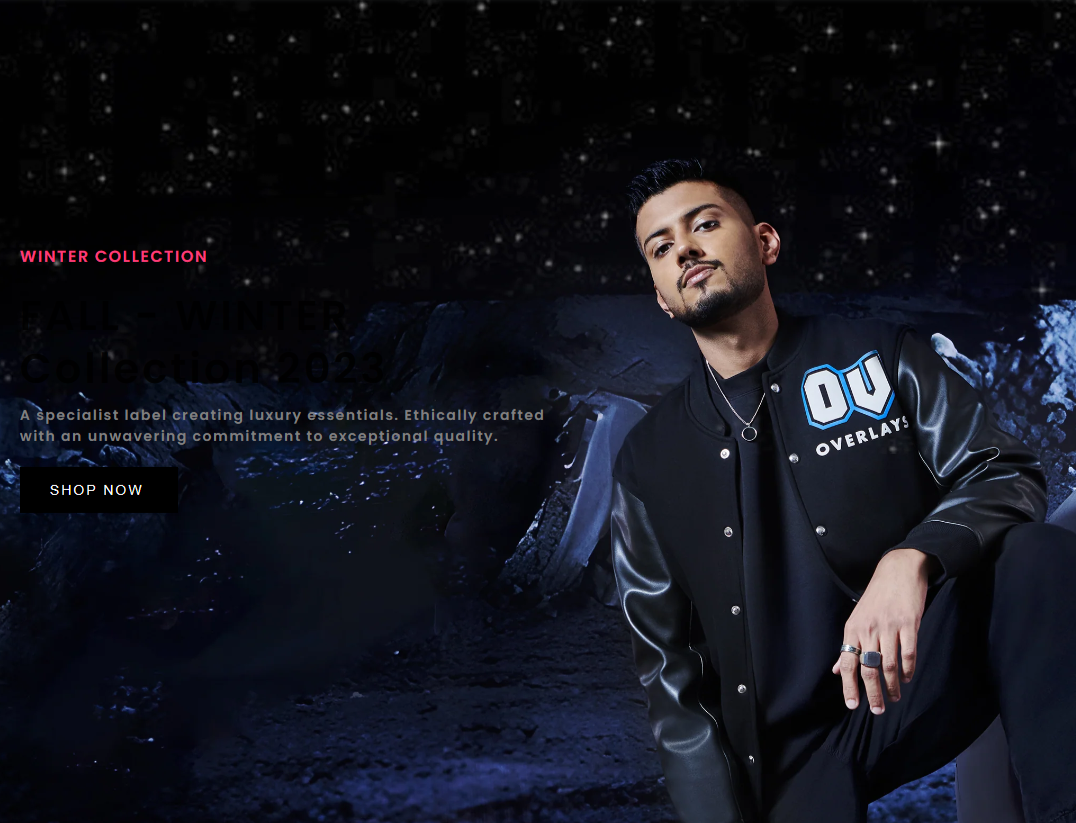 WINTER COLLECTION
FALL - WINTER
Collection 2023
A specialist label creating luxury essentials. Ethically crafted
with an unwavering commitment to exceptional quality.
SHOP NOW
OV
OVERLAYS